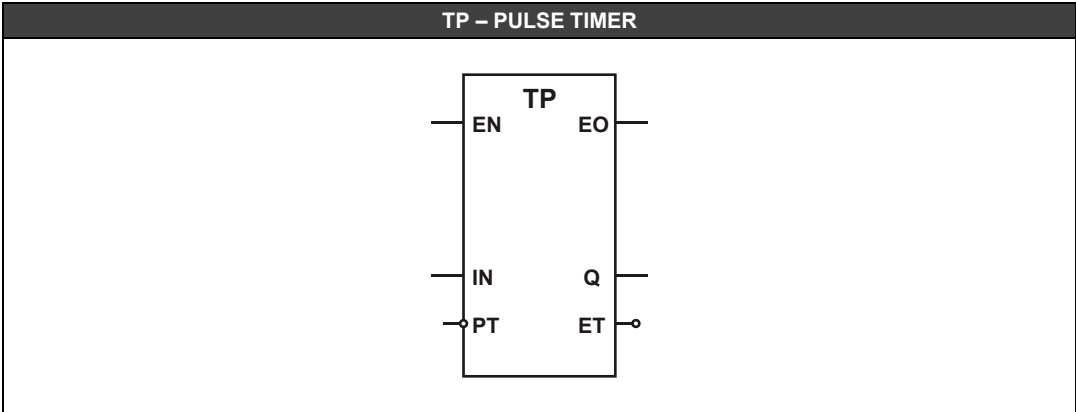 TP – PULSE TIMER
TP
EN EO
IN Q
PT ET